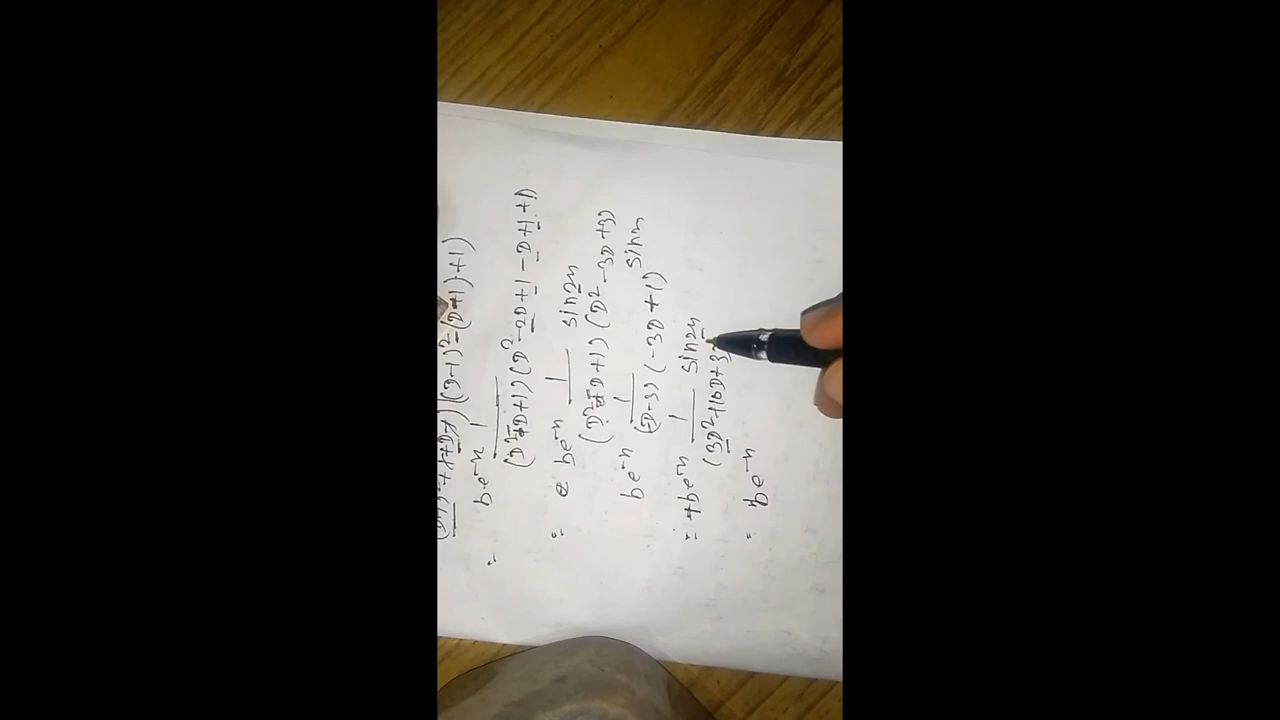 (D-1)²-(D-1)+1)
= be⁻ˣ 1
(D²-D+1)(D²-2D+1-D+1+1)
= be⁻ˣ 1 sin2x
(D²-D+1)(D²-3D+3)
be⁻ˣ 1 sin2x
(-D-3)(-3D+1)
= +be⁻ˣ 1 sin2x
(3D²+10D+3
= be⁻ˣ